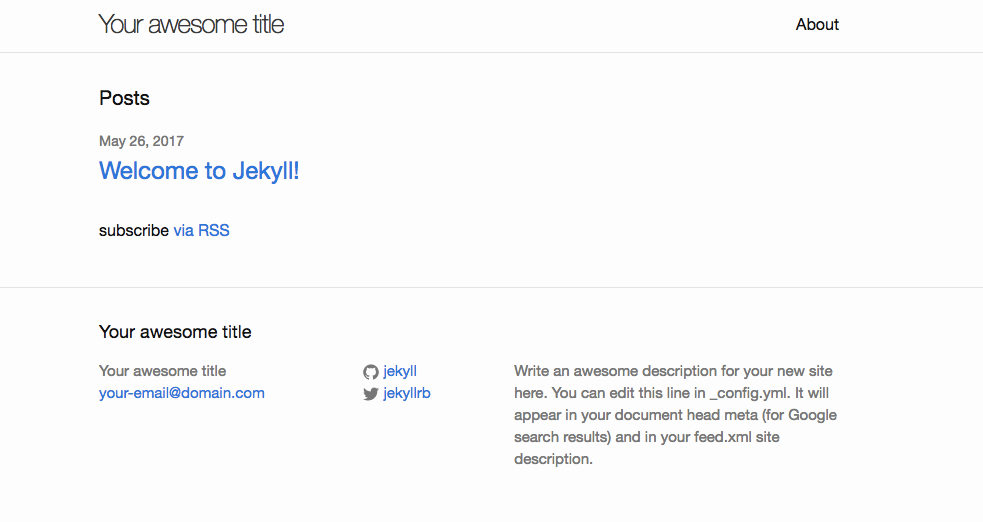 Your awesome title
About
Posts
May 26, 2017
Welcome to Jekyll!
subscribe via RSS
Your awesome title
Your awesome title
your-email@domain.com
jekyll
jekyllrb
Write an awesome description for your new site
here. You can edit this line in _config.yml. It will
appear in your document head meta (for Google
search results) and in your feed.xml site
description.